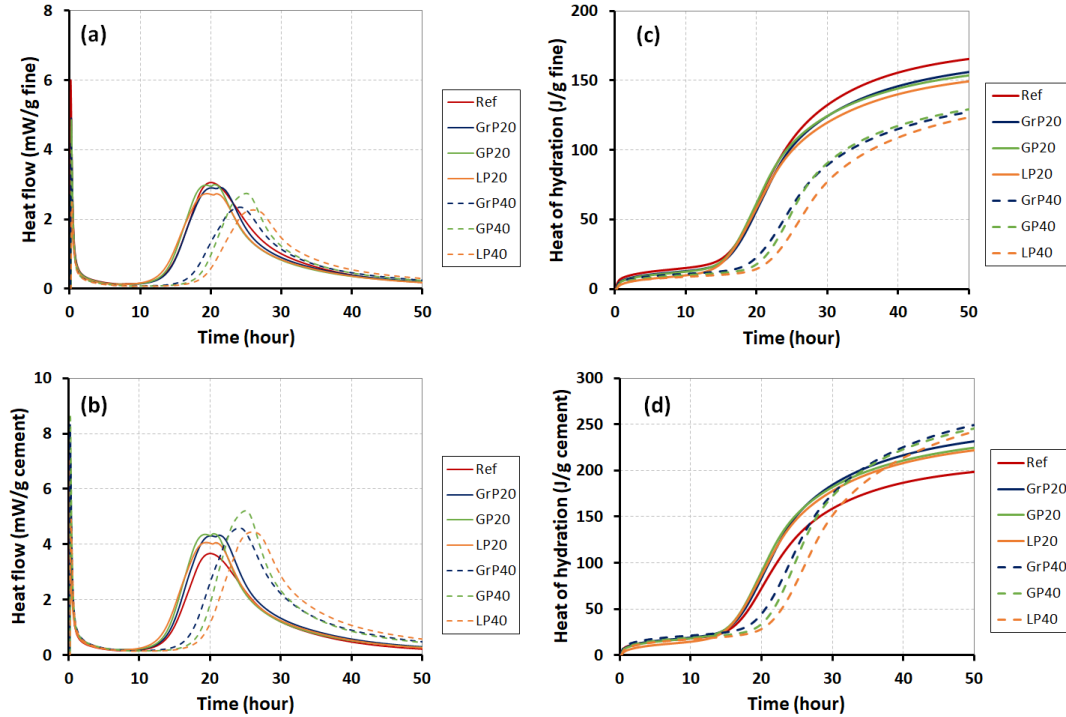 (a)
Heat flow (mW/g fine)
8
6
4
2
0
0 10 20 30 40 50
Time (hour)
Ref
GrP20
GP20
LP20
GrP40
GP40
LP40
(c)
Heat of hydration (J/g fine)
200
150
100
50
0
0 10 20 30 40 50
Time (hour)
Ref
GrP20
GP20
LP20
GrP40
GP40
LP40
(b)
Heat flow (mW/g cement)
10
8
6
4
2
0
0 10 20 30 40 50
Time (hour)
Ref
GrP20
GP20
LP20
GrP40
GP40
LP40
(d)
Heat of hydration (J/g cement)
300
250
200
150
100
50
0
0 10 20 30 40 50
Time (hour)
Ref
GrP20
GP20
LP20
GrP40
GP40
LP40